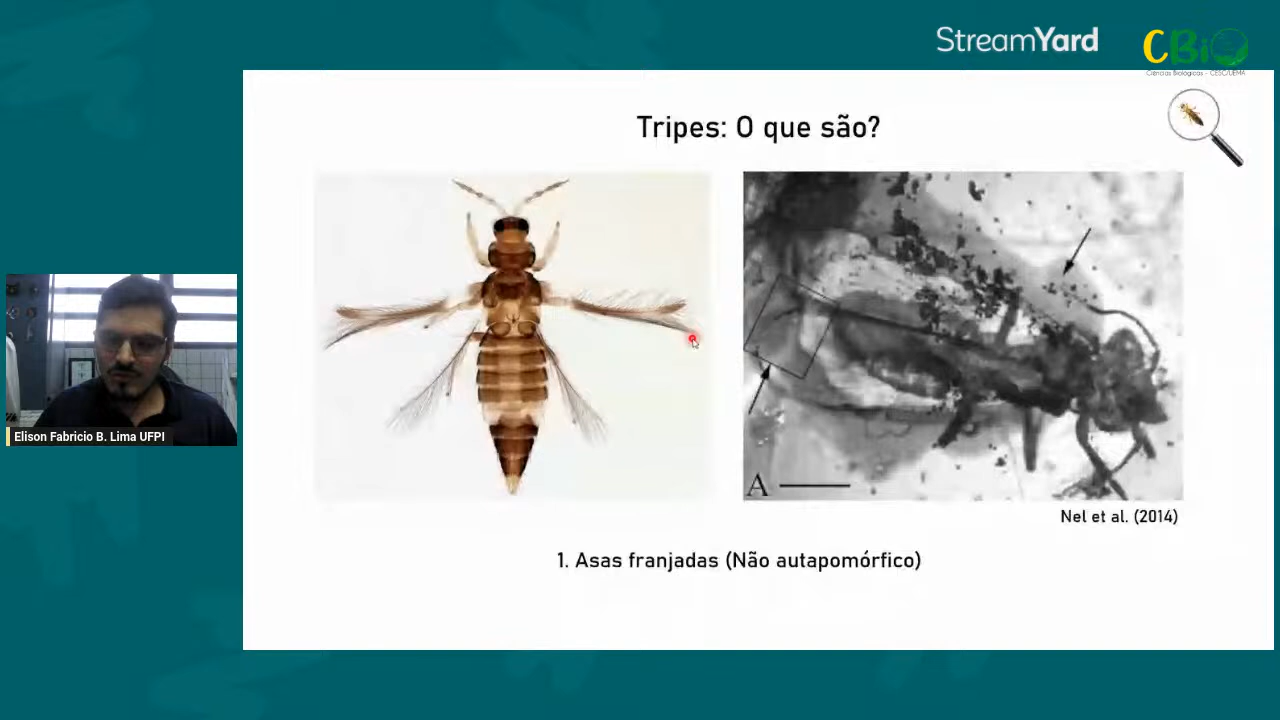 StreamYard
CBiO
Ciências Biológicas - CESC/UEMA
Tripes: O que são?
A
Nel et al. (2014)
1. Asas franjadas (Não autapomórfico)
Elison Fabricio B. Lima UFPI